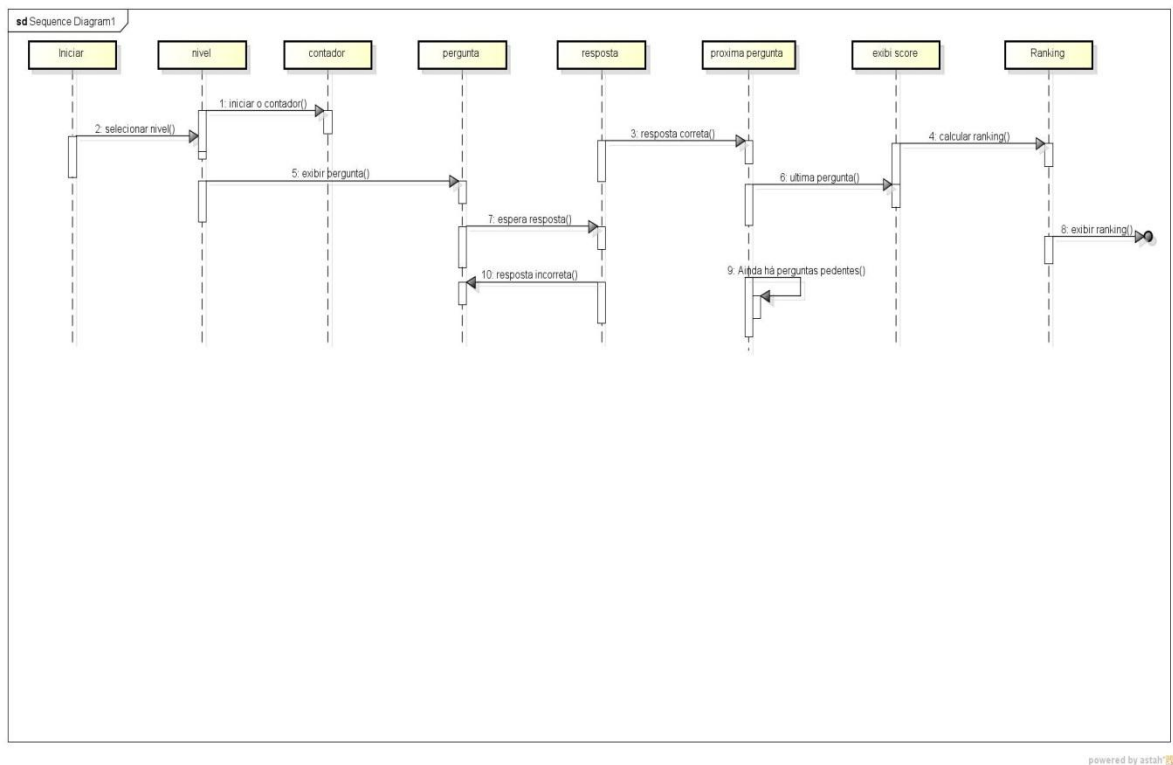 sd Sequence Diagram1
Iniciar
nivel
contador
pergunta
resposta
proxima pergunta
exibi score
Ranking
1: iniciar o contador()
2: selecionar nivel()
3: resposta correta()
4: calcular ranking()
5: exibir pergunta()
6: ultima pergunta()
7: espera resposta()
8: exibir ranking()
9: Ainda há perguntas pedentes()
10: resposta incorreta()
powered by astah*